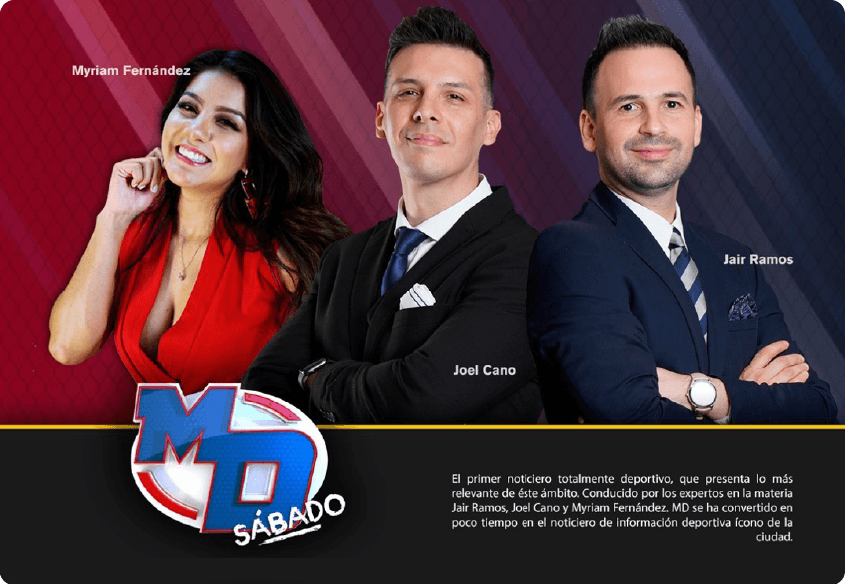 Myriam Fernández
Jair Ramos
Joel Cano
MD
SÁBADO
El primer noticiero totalmente deportivo, que presenta lo más
relevante de éste ámbito. Conducido por los expertos en la materia
Jair Ramos, Joel Cano y Myriam Fernández. MD se ha convertido en
poco tiempo en el noticiero de información deportiva ícono de la
ciudad.